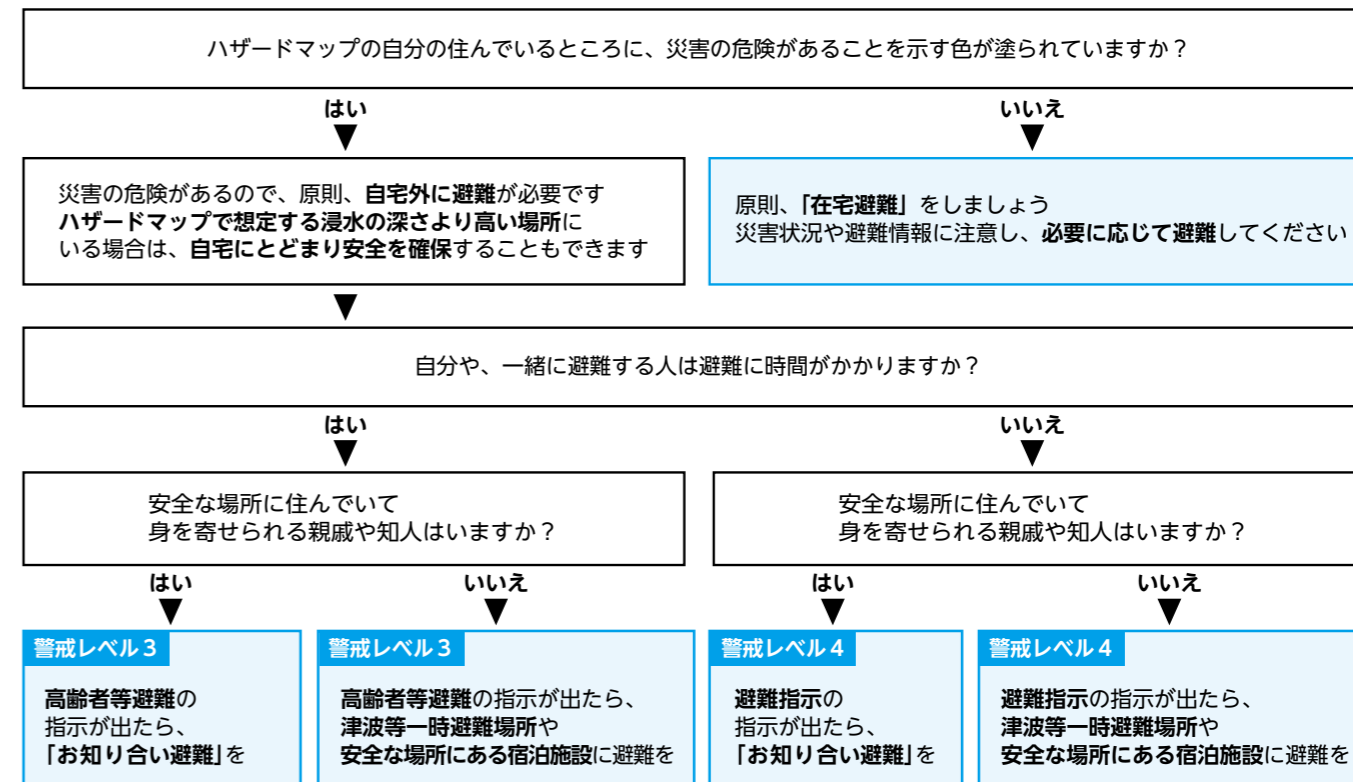 ハザードマップの自分の住んでいるところに、災害の危険があることを示す色が塗られていますか？
はい
いいえ
災害の危険があるので、原則、自宅外に避難が必要です
ハザードマップで想定する浸水の深さより高い場所に
いる場合は、自宅にとどまり安全を確保することもできます
原則、「在宅避難」をしましょう
災害状況や避難情報に注意し、必要に応じて避難してください
自分や、一緒に避難する人は避難に時間がかかりますか？
はい
いいえ
安全な場所に住んでいて
身を寄せられる親戚や知人はいますか？
安全な場所に住んでいて
身を寄せられる親戚や知人はいますか？
はい
いいえ
はい
いいえ
警戒レベル３
高齢者等避難の
指示が出たら、
「お知り合い避難」を
警戒レベル３
高齢者等避難の指示が出たら、
津波等一時避難場所や
安全な場所にある宿泊施設に避難を
警戒レベル４
避難指示の
指示が出たら、
「お知り合い避難」を
警戒レベル４
避難指示の指示が出たら、
津波等一時避難場所や
安全な場所にある宿泊施設に避難を